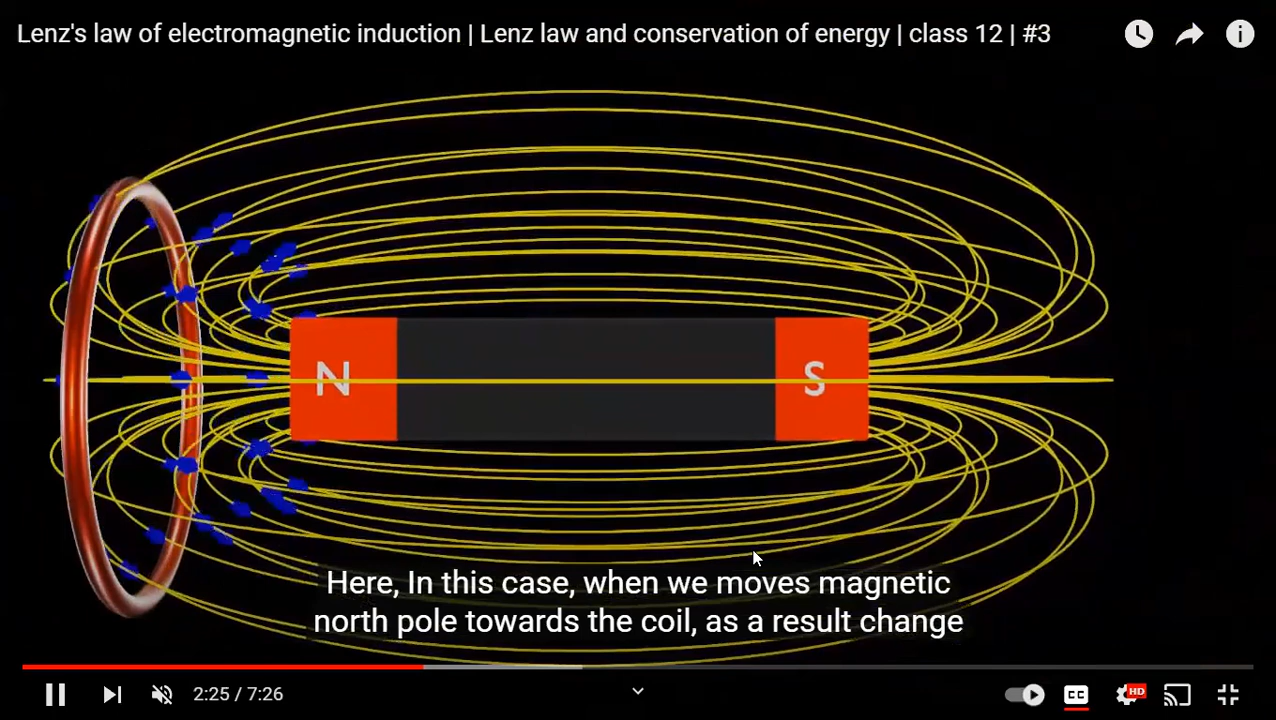 Lenz's law of electromagnetic induction | Lenz law and conservation of energy | class 12 | #3
N
S
Here, In this case, when we moves magnetic
north pole towards the coil, as a result change
2:25 / 7:26
CC
HD